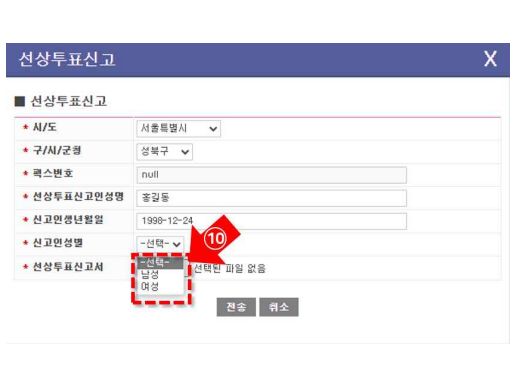 선상투표신고 X
■ 선상투표신고
* 시/도 서울특별시
* 구/시/군청 성북구
* 팩스번호 null
* 선상투표신고인성명 홍길동
* 신고인생년월일 1998-12-24
* 신고인성별 -선택- ⑩
* 선상투표신고서 선택된 파일 없음
-선택-
남성
여성
전송 취소